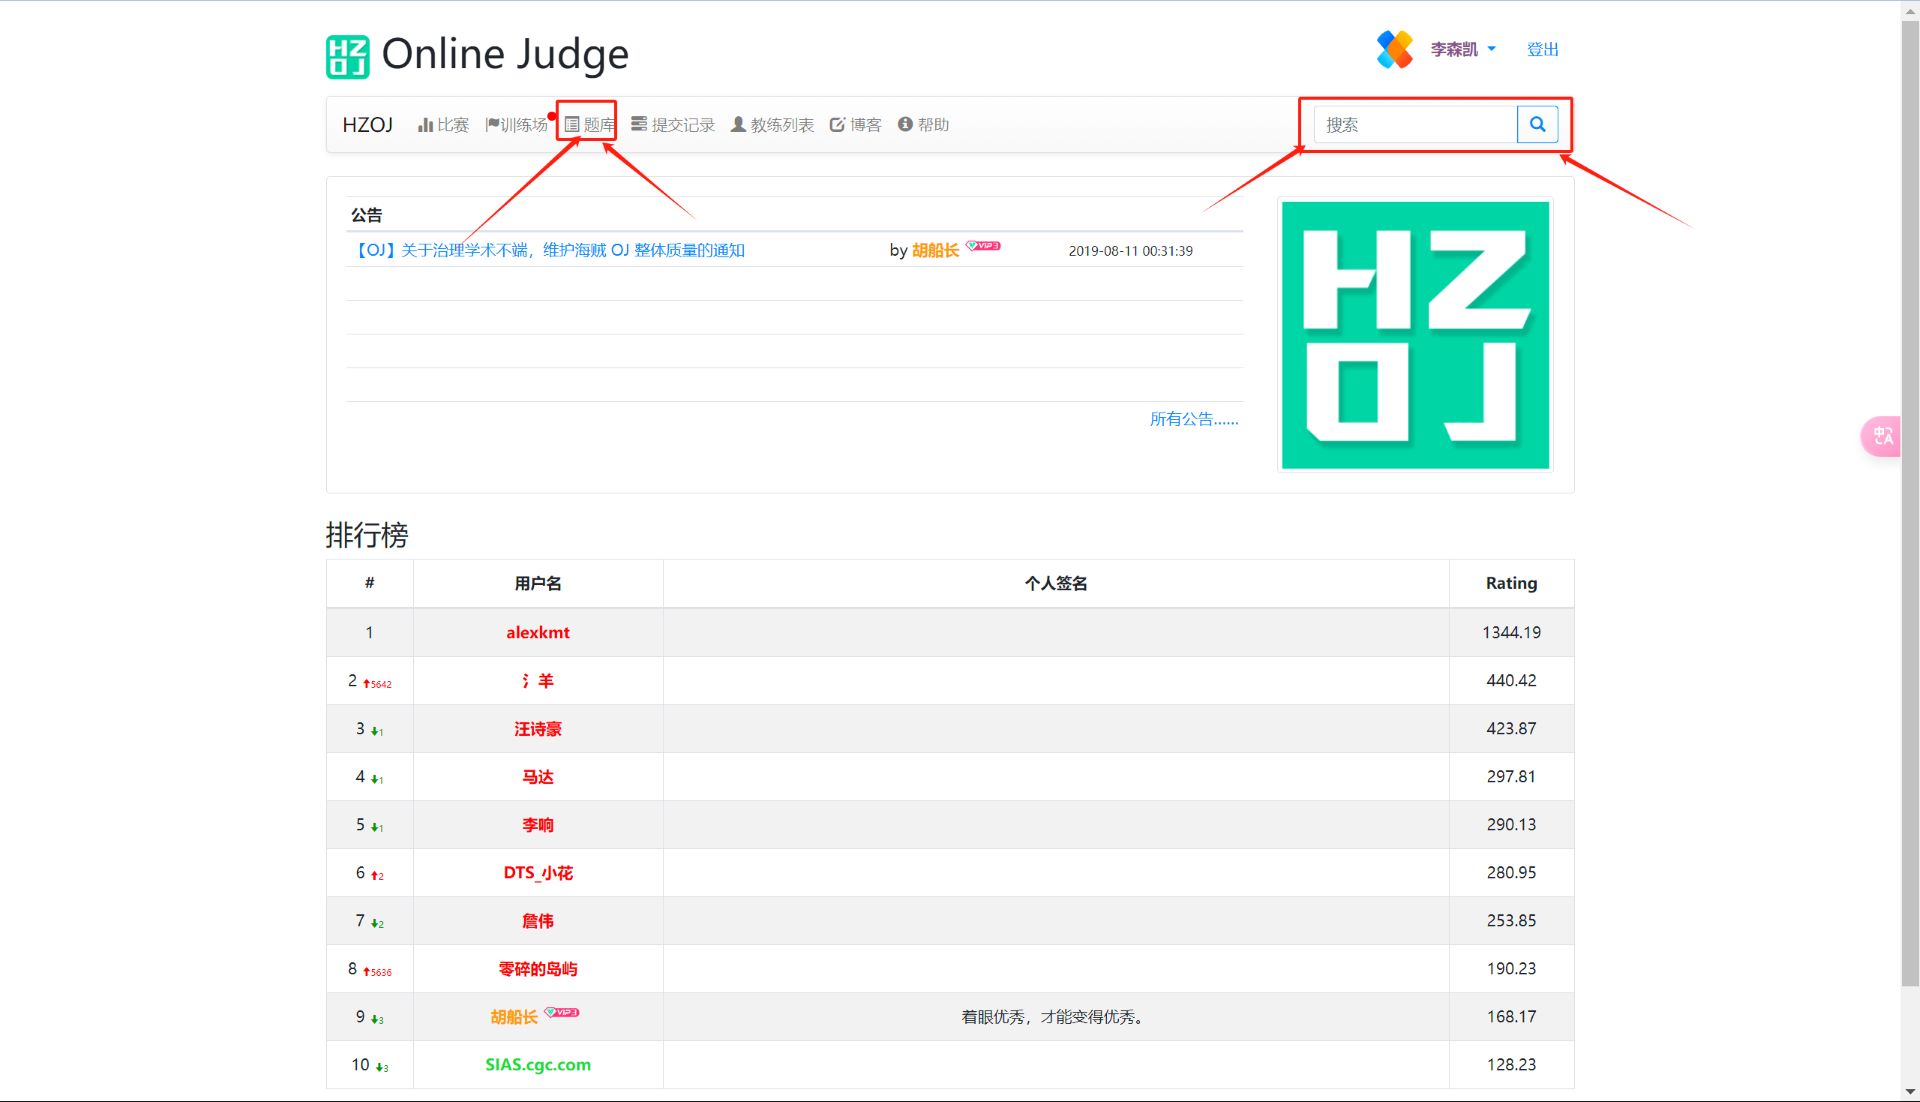 HZ
OJ
Online Judge
李森凯
登出
HZOJ 比赛 训练场 题库 提交记录 教练列表 博客 帮助
搜索
公告
【OJ】关于治理学术不端，维护海贼 OJ 整体质量的通知 by 胡船长 VIP 3 2019-08-11 00:31:39
所有公告......
HZ
OJ
排行榜
# 用户名 个人签名 Rating
1 alexkmt 1344.19
2 5642 氵羊 440.42
3 1 汪诗豪 423.87
4 1 马达 297.81
5 1 李响 290.13
6 2 DTS_小花 280.95
7 2 詹伟 253.85
8 5636 零碎的岛屿 190.23
9 3 胡船长 VIP 3 着眼优秀，才能变得优秀。 168.17
10 3 SIAS.cgc.com 128.23